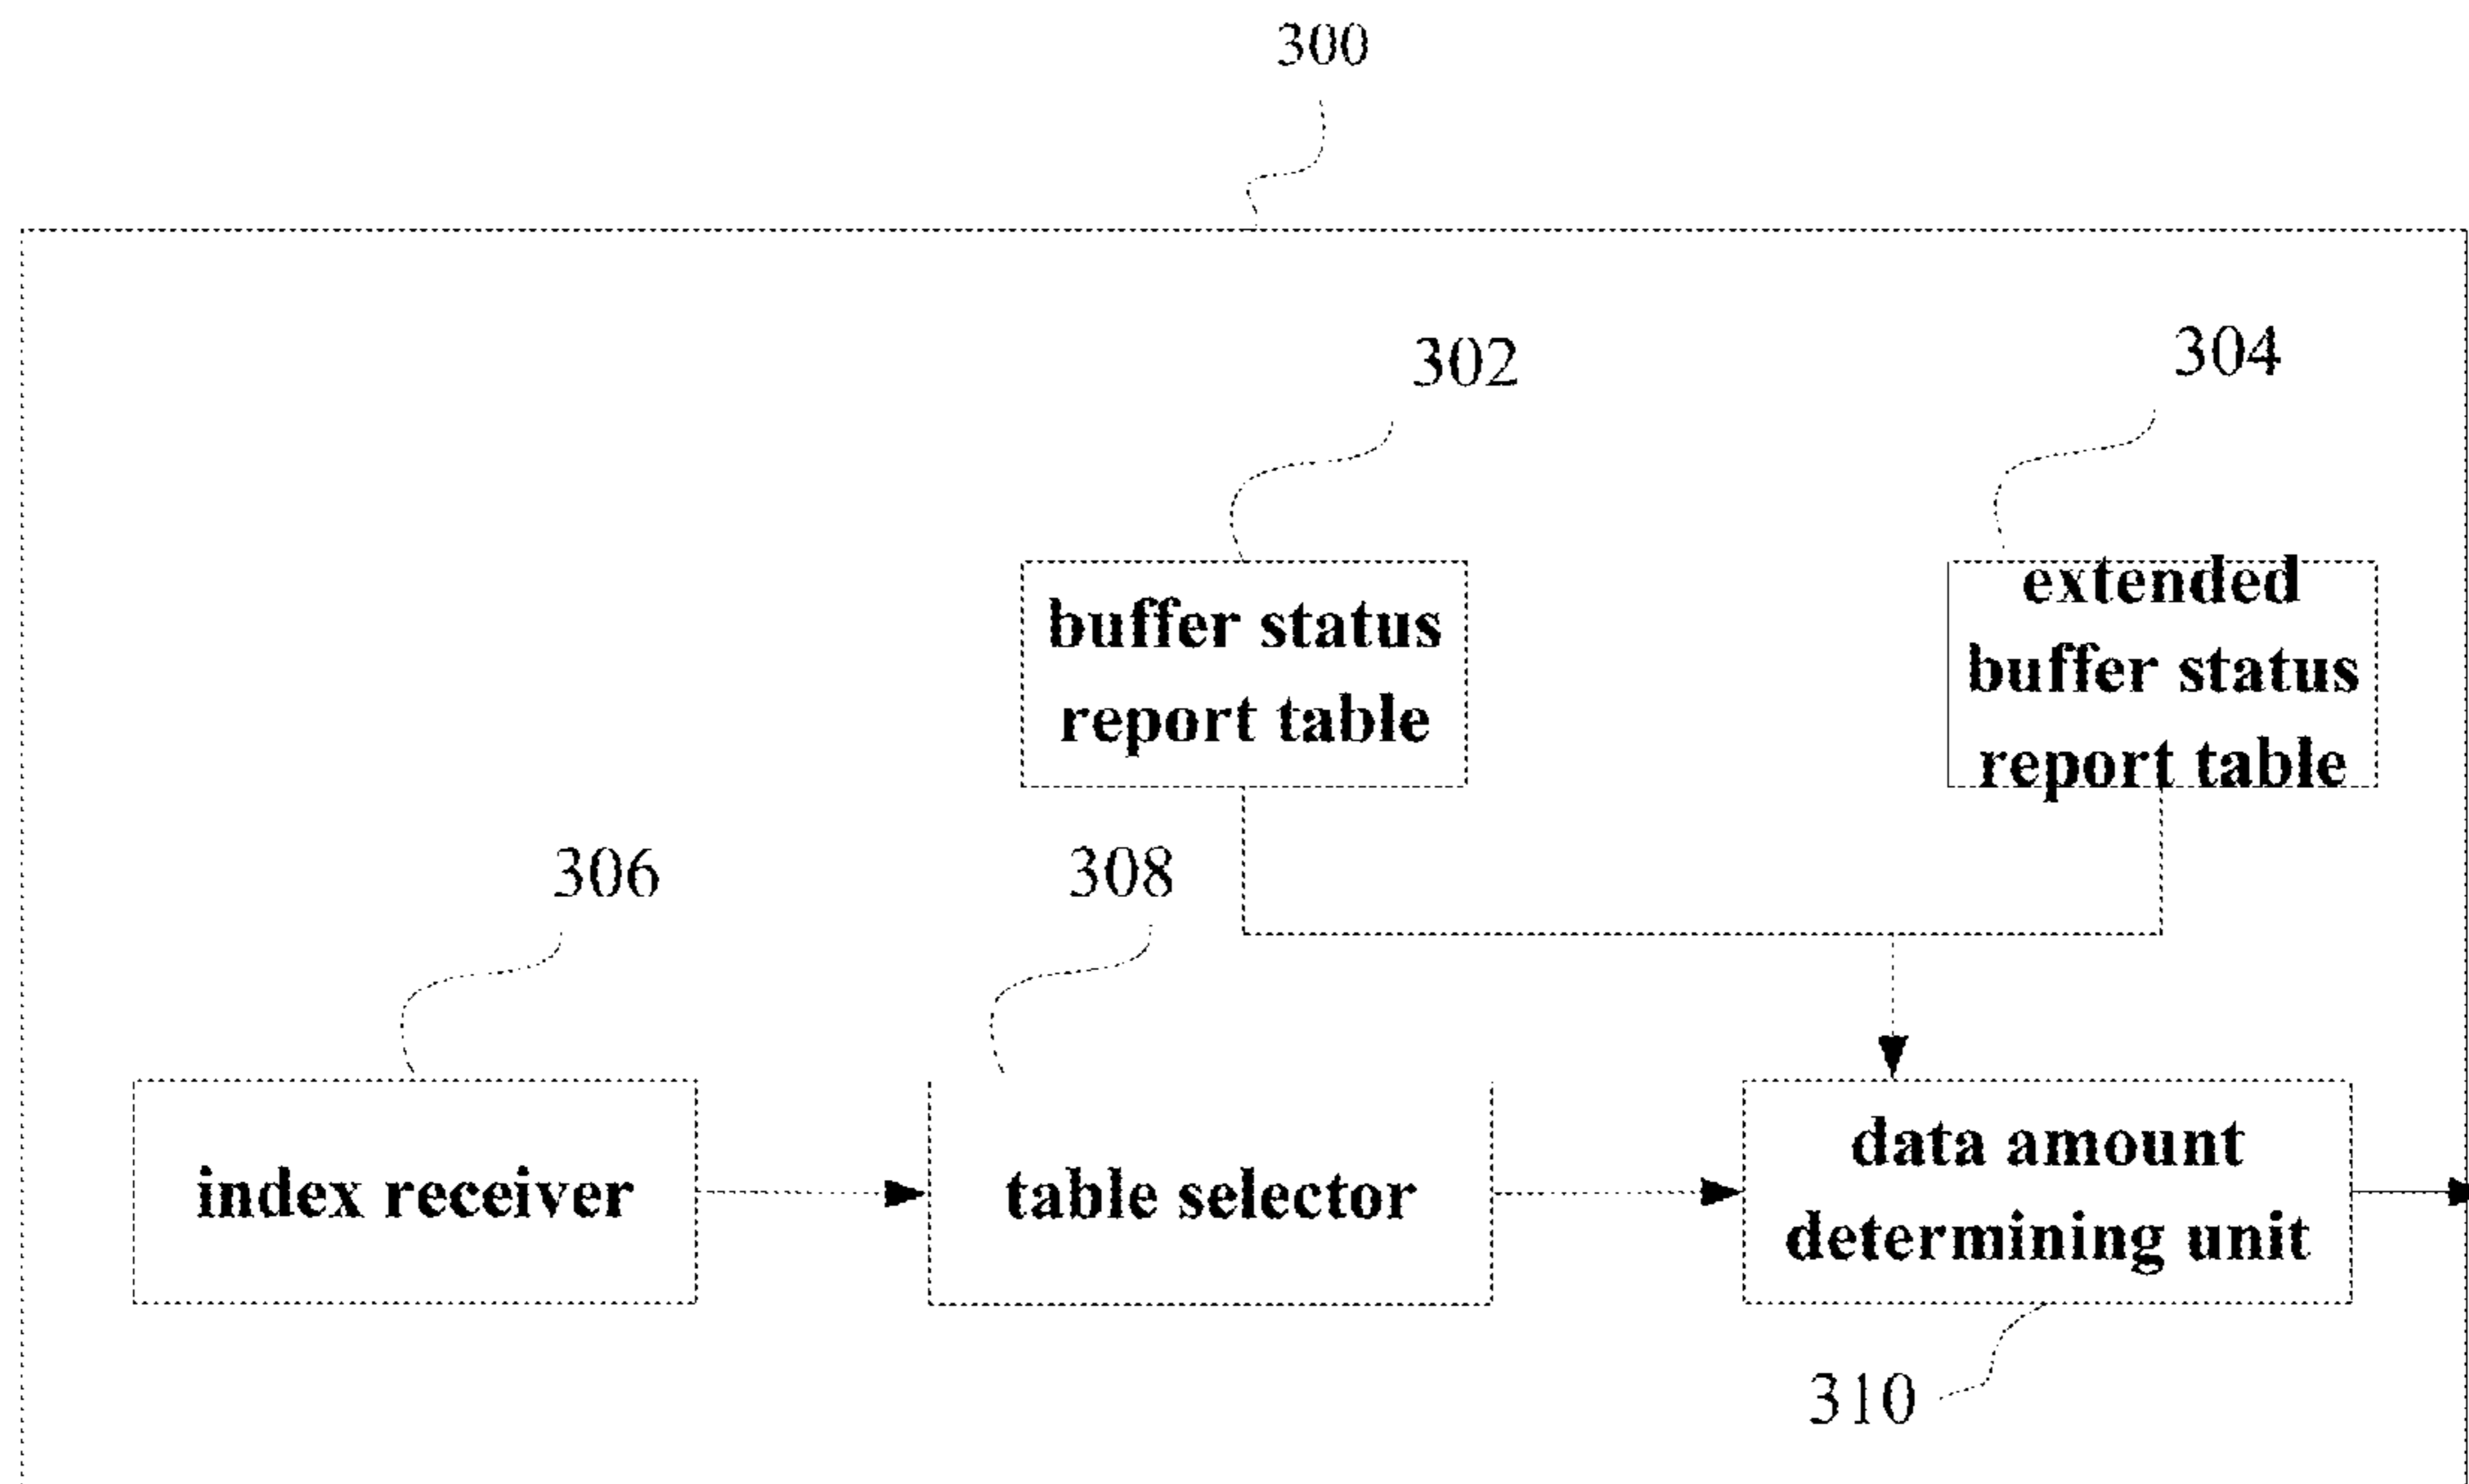 300
302
304
buffer status
report table
extended
buffer status
report table
306
308
index receiver
table selector
data amount
determining unit
310